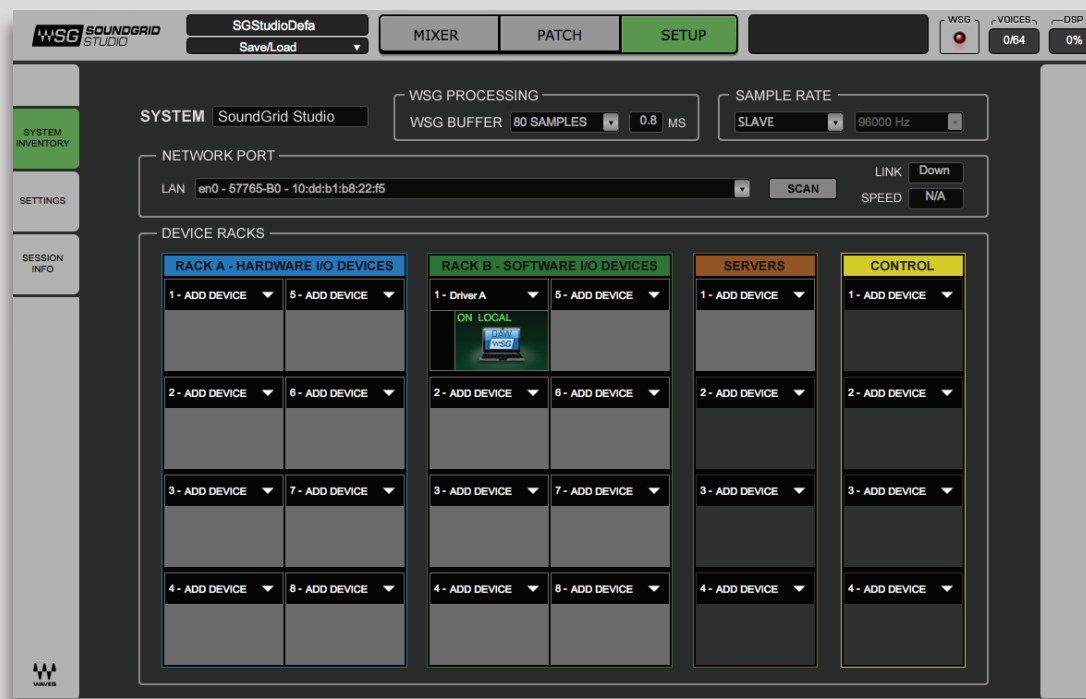 WSG SOUNDGRID STUDIO
SGStudioDefa
Save/Load
MIXER
PATCH
SETUP
WSG
VOICES
0/64
DSP
0%
SYSTEM INVENTORY
SETTINGS
SESSION INFO
SYSTEM SoundGrid Studio
WSG PROCESSING
WSG BUFFER 80 SAMPLES 0.8 MS
SAMPLE RATE
SLAVE 96000 Hz
NETWORK PORT
LAN en0 - 57765-B0 - 10:dd:b1:b8:22:f5
SCAN
LINK Down
SPEED N/A
DEVICE RACKS
RACK A - HARDWARE I/O DEVICES
1 - ADD DEVICE 5 - ADD DEVICE
2 - ADD DEVICE 6 - ADD DEVICE
3 - ADD DEVICE 7 - ADD DEVICE
4 - ADD DEVICE 8 - ADD DEVICE
RACK B - SOFTWARE I/O DEVICES
1 - Driver A 5 - ADD DEVICE
ON LOCAL
DAW
WSG
2 - ADD DEVICE 6 - ADD DEVICE
3 - ADD DEVICE 7 - ADD DEVICE
4 - ADD DEVICE 8 - ADD DEVICE
SERVERS
1 - ADD DEVICE
2 - ADD DEVICE
3 - ADD DEVICE
4 - ADD DEVICE
CONTROL
1 - ADD DEVICE
2 - ADD DEVICE
3 - ADD DEVICE
4 - ADD DEVICE
WAVES